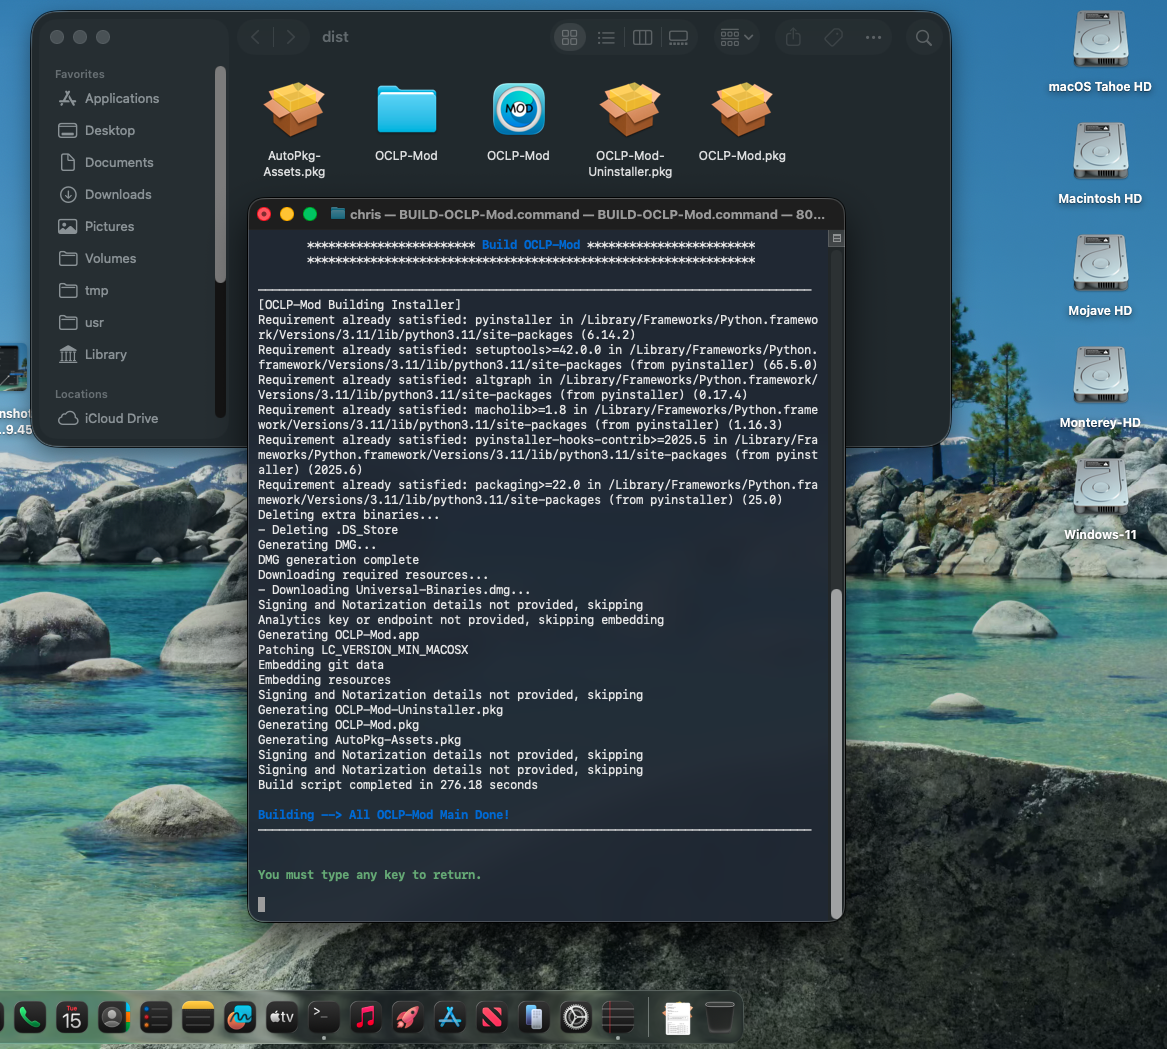 dist
Favorites
Applications
Desktop
Documents
Downloads
Pictures
Volumes
tmp
usr
Library
Locations
iCloud Drive
MOD
AutoPkg-
Assets.pkg
OCLP-Mod
OCLP-Mod
OCLP-Mod-
Uninstaller.pkg
OCLP-Mod.pkg
macOS Tahoe HD
Macintosh HD
Mojave HD
Monterey-HD
Windows-11
nshot
..9.45
chris — BUILD-OCLP-Mod.command — BUILD-OCLP-Mod.command — 80...
************************ Build OCLP-Mod ************************
****************************************************************
[OCLP-Mod Building Installer]
Requirement already satisfied: pyinstaller in /Library/Frameworks/Python.framewo
rk/Versions/3.11/lib/python3.11/site-packages (6.14.2)
Requirement already satisfied: setuptools>=42.0.0 in /Library/Frameworks/Python.
framework/Versions/3.11/lib/python3.11/site-packages (from pyinstaller) (65.5.0)
Requirement already satisfied: altgraph in /Library/Frameworks/Python.framework/
Versions/3.11/lib/python3.11/site-packages (from pyinstaller) (0.17.4)
Requirement already satisfied: macholib>=1.8 in /Library/Frameworks/Python.frame
work/Versions/3.11/lib/python3.11/site-packages (from pyinstaller) (1.16.3)
Requirement already satisfied: pyinstaller-hooks-contrib>=2025.5 in /Library/Fra
meworks/Python.framework/Versions/3.11/lib/python3.11/site-packages (from pyinst
aller) (2025.6)
Requirement already satisfied: packaging>=22.0 in /Library/Frameworks/Python.fra
mework/Versions/3.11/lib/python3.11/site-packages (from pyinstaller) (25.0)
Deleting extra binaries...
- Deleting .DS_Store
Generating DMG...
DMG generation complete
Downloading required resources...
- Downloading Universal-Binaries.dmg...
Signing and Notarization details not provided, skipping
Analytics key or endpoint not provided, skipping embedding
Generating OCLP-Mod.app
Patching LC_VERSION_MIN_MACOSX
Embedding git data
Embedding resources
Signing and Notarization details not provided, skipping
Generating OCLP-Mod-Uninstaller.pkg
Generating OCLP-Mod.pkg
Generating AutoPkg-Assets.pkg
Signing and Notarization details not provided, skipping
Signing and Notarization details not provided, skipping
Build script completed in 276.18 seconds
Building --> All OCLP-Mod Main Done!
You must type any key to return.
Tue
15
tv
>_